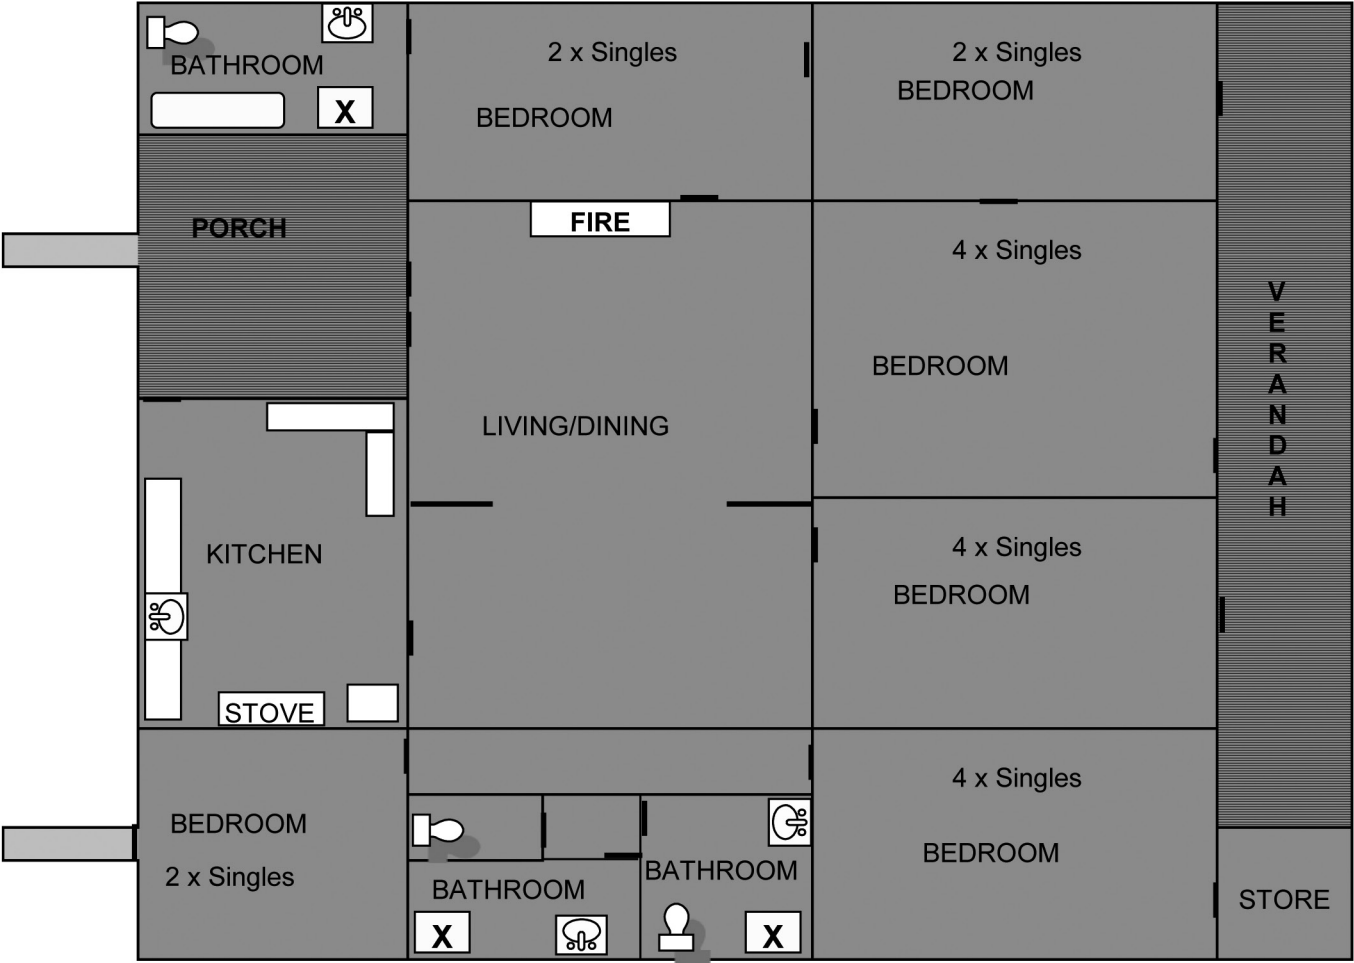 BATHROOM
X
2 x Singles
BEDROOM
2 x Singles
BEDROOM
PORCH
FIRE
4 x Singles
BEDROOM
VERANDAH
LIVING/DINING
KITCHEN
STOVE
4 x Singles
BEDROOM
BEDROOM
2 x Singles
BATHROOM
X
BATHROOM
X
4 x Singles
BEDROOM
STORE